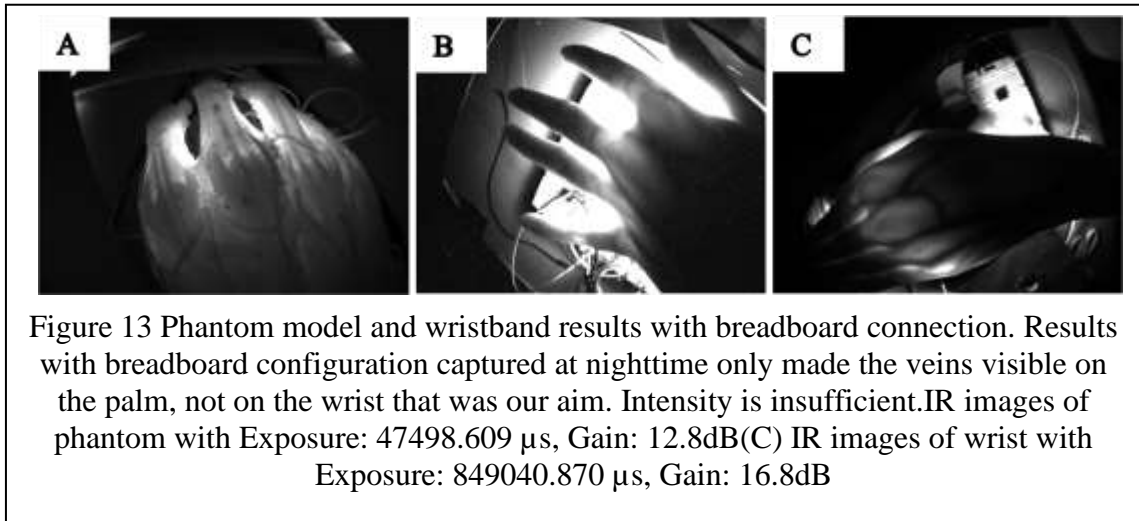 A B C
Figure 13 Phantom model and wristband results with breadboard connection. Results
with breadboard configuration captured at nighttime only made the veins visible on
the palm, not on the wrist that was our aim. Intensity is insufficient.IR images of
phantom with Exposure: 47498.609 µs, Gain: 12.8dB(C) IR images of wrist with
Exposure: 849040.870 µs, Gain: 16.8dB